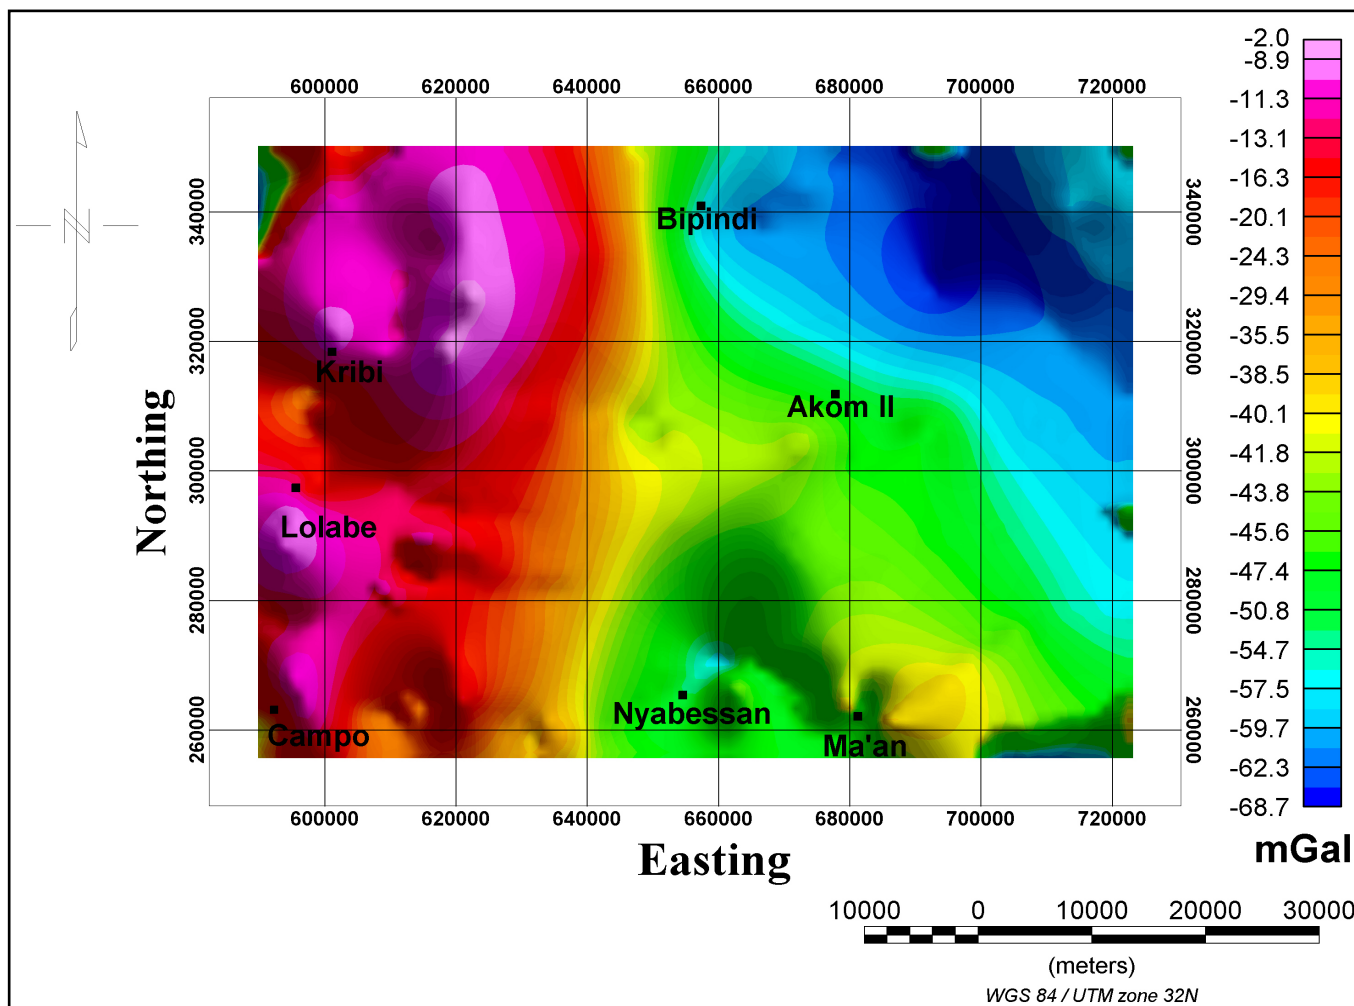 600000 620000 640000 660000 680000 700000 720000
340000
320000
300000
280000
260000
Northing
N
Bipindi
Kribi
Akom II
Lolabe
Nyabessan
Campo
Ma'an
340000
320000
300000
280000
260000
600000 620000 640000 660000 680000 700000 720000
Easting
-2.0
-8.9
-11.3
-13.1
-16.3
-20.1
-24.3
-29.4
-35.5
-38.5
-40.1
-41.8
-43.8
-45.6
-47.4
-50.8
-54.7
-57.5
-59.7
-62.3
-68.7
mGal
10000 0 10000 20000 30000
(meters)
WGS 84 / UTM zone 32N